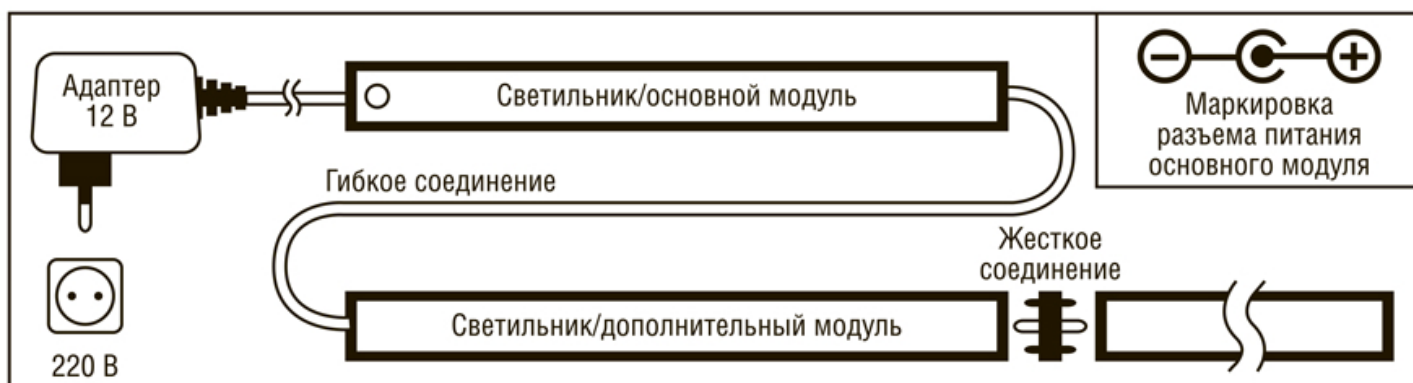 Адаптер
12 В
Светильник/основной модуль
Маркировка
разъема питания
основного модуля
Гибкое соединение
Жесткое
соединение
Светильник/дополнительный модуль
220 В